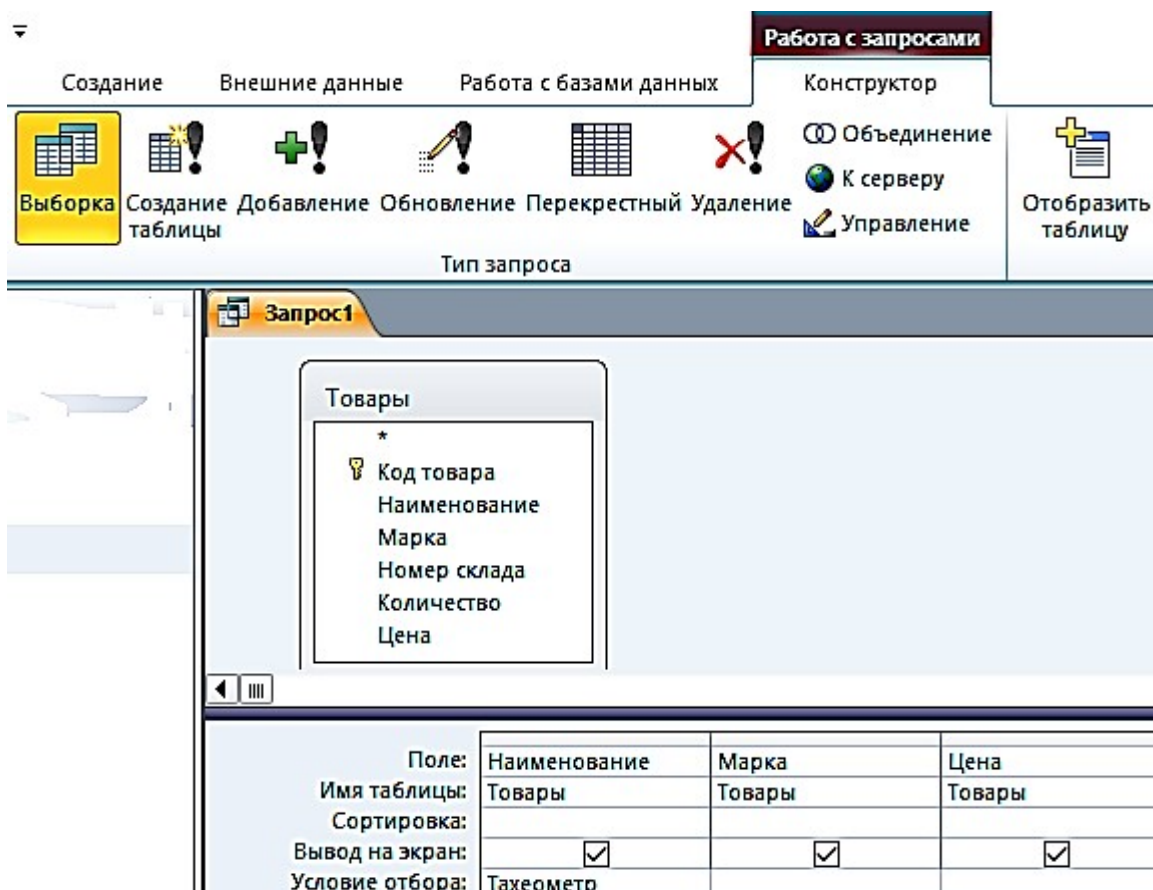 Работа с запросами
Создание Внешние данные Работа с базами данных Конструктор
Выборка Создание таблицы Добавление Обновление Перекрестный Удаление
Объединение
К серверу
Управление
Отобразить таблицу
Тип запроса
Запрос1
Товары
*
Код товара
Наименование
Марка
Номер склада
Количество
Цена
Поле: Наименование Марка Цена
Имя таблицы: Товары Товары Товары
Сортировка:
Вывод на экран:
Условие отбора: Тахеометр